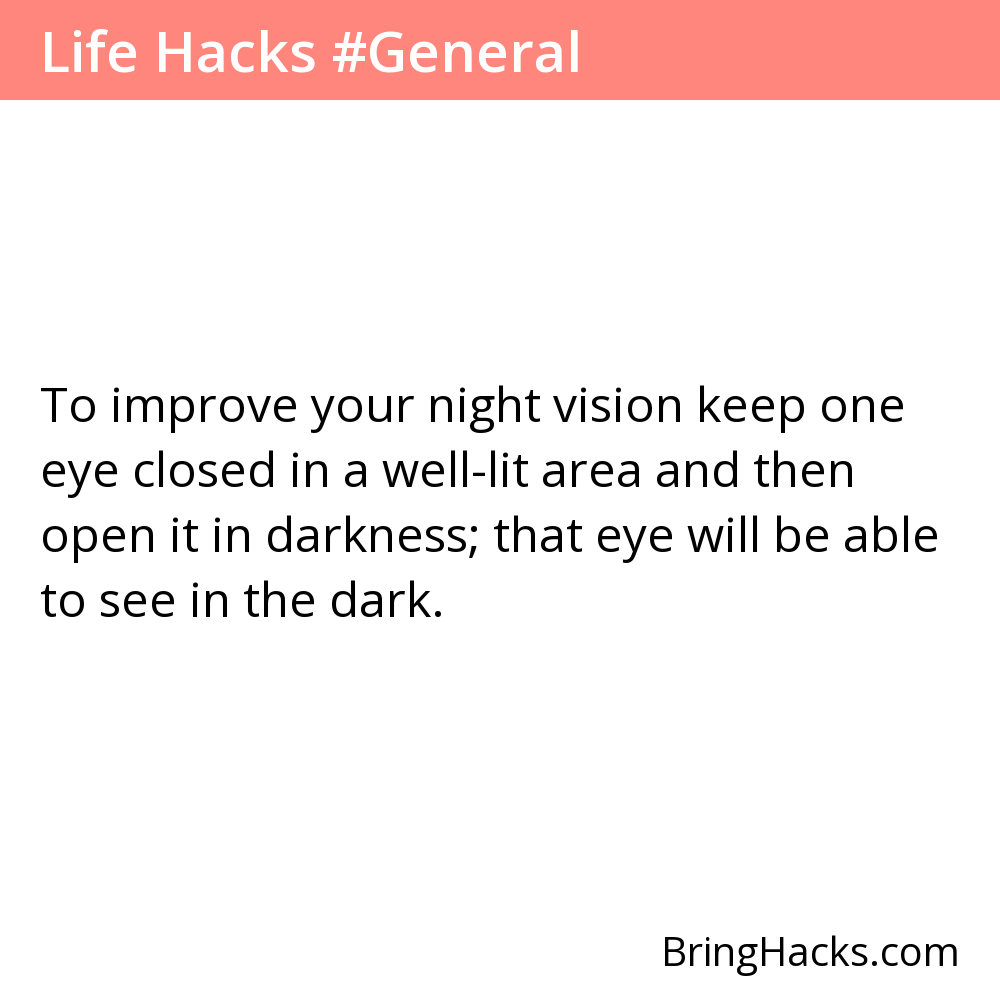 Life Hacks #General
To improve your night vision keep one
eye closed in a well-lit area and then
open it in darkness; that eye will be able
to see in the dark.
BringHacks.com